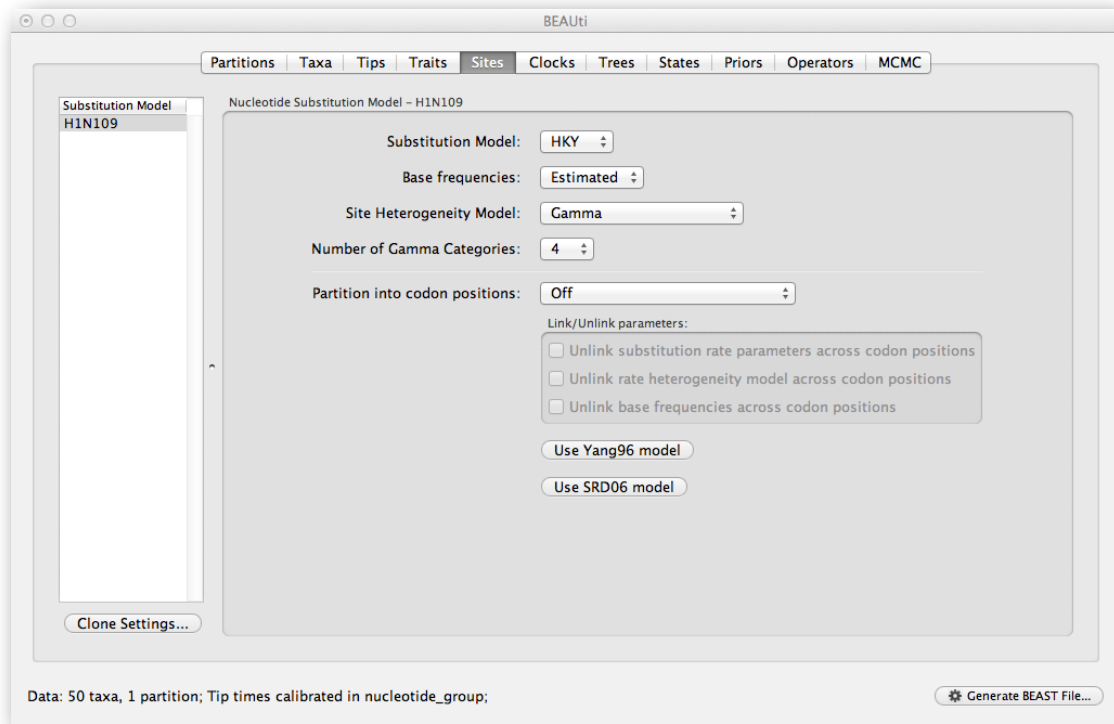 BEAUti
Partitions Taxa Tips Traits Sites Clocks Trees States Priors Operators MCMC
Substitution Model
H1N109
Clone Settings...
Nucleotide Substitution Model – H1N109
Substitution Model: HKY
Base frequencies: Estimated
Site Heterogeneity Model: Gamma
Number of Gamma Categories: 4
Partition into codon positions: Off
Link/Unlink parameters:
Unlink substitution rate parameters across codon positions
Unlink rate heterogeneity model across codon positions
Unlink base frequencies across codon positions
Use Yang96 model
Use SRD06 model
Data: 50 taxa, 1 partition; Tip times calibrated in nucleotide_group;
Generate BEAST File...